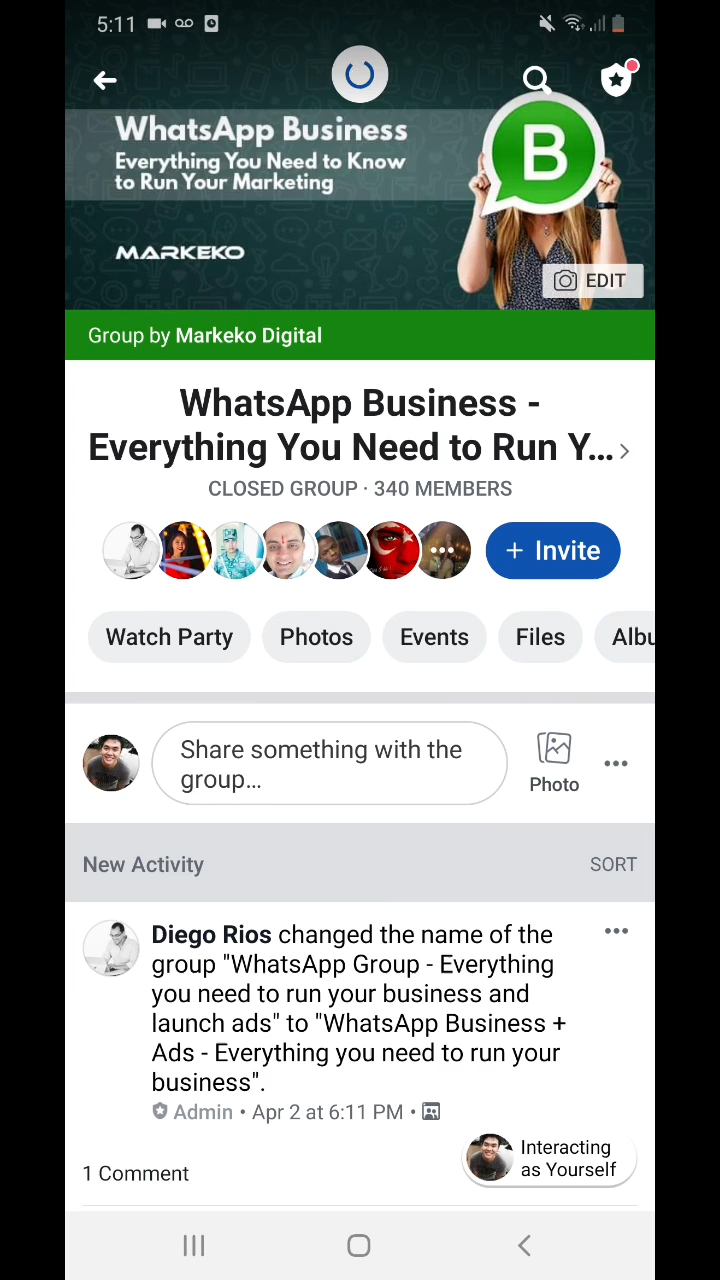 5:11
WhatsApp Business
Everything You Need to Know
to Run Your Marketing
B
MARKEKO
EDIT
Group by Markeko Digital
WhatsApp Business -
Everything You Need to Run Y...
CLOSED GROUP · 340 MEMBERS
+ Invite
Watch Party
Photos
Events
Files
Albu
Share something with the
group...
Photo
New Activity
SORT
Diego Rios changed the name of the
group "WhatsApp Group - Everything
you need to run your business and
launch ads" to "WhatsApp Business +
Ads - Everything you need to run your
business".
Admin • Apr 2 at 6:11 PM •
1 Comment
Interacting
as Yourself